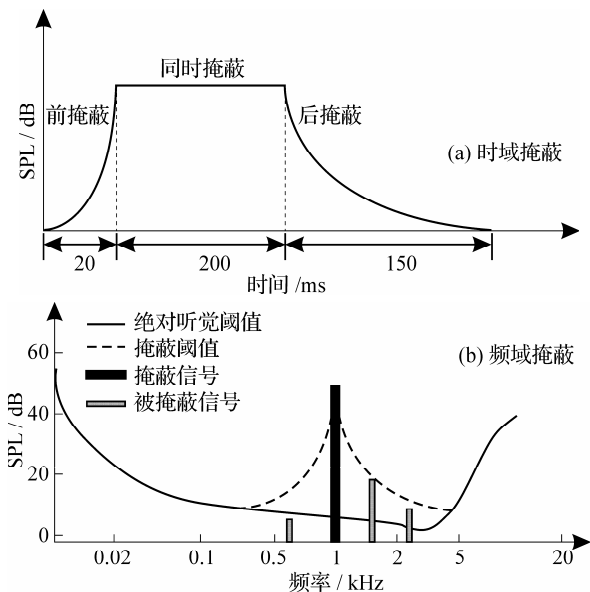 同时掩蔽
前掩蔽
后掩蔽
SPL / dB
(a) 时域掩蔽
20
200
150
时间 /ms
绝对听觉阈值
掩蔽阈值
掩蔽信号
被掩蔽信号
(b) 频域掩蔽
60
40
20
0
SPL / dB
0.02
0.1
0.5
1
2
5
20
频率 / kHz